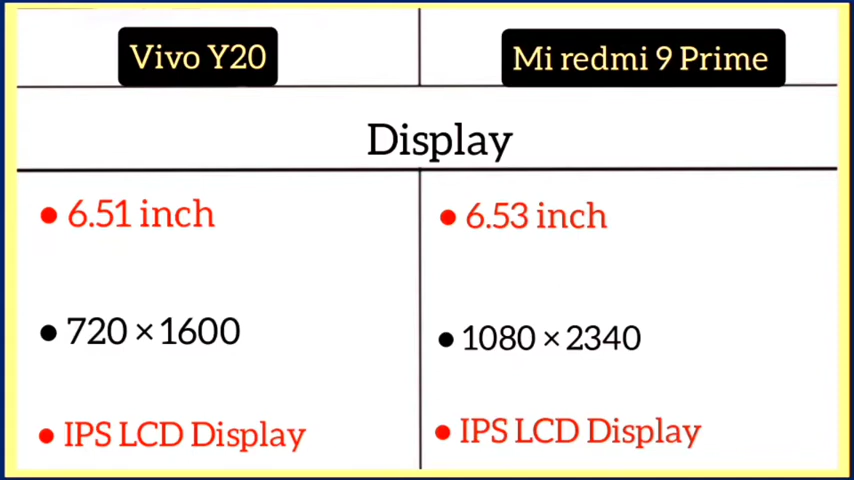 Vivo Y20
Mi redmi 9 Prime
Display
● 6.51 inch
● 6.53 inch
● 720 × 1600
● 1080 × 2340
● IPS LCD Display
● IPS LCD Display